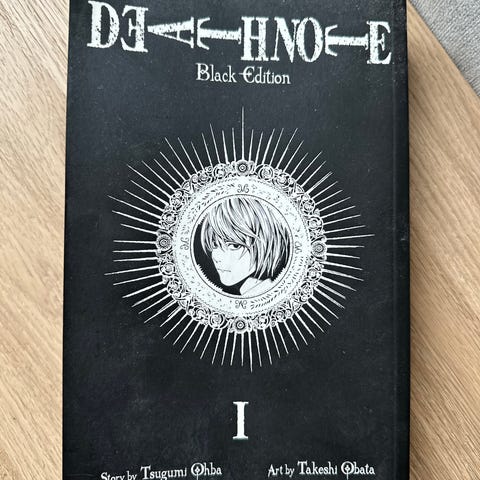 DEATH NOTE
Black Edition
I
Story by Tsugumi Ohba Art by Takeshi Obata